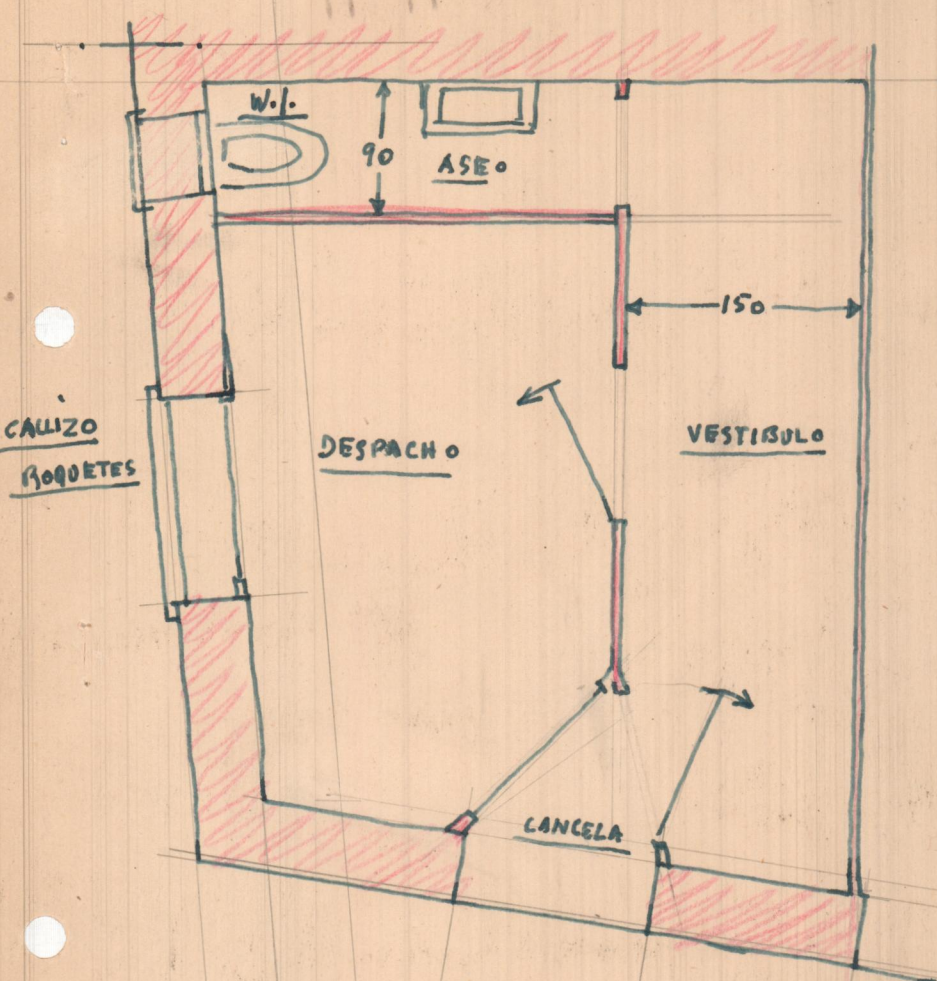 W.C.
90
ASEO
150
CALLIZO
ROQUETES
DESPACHO
VESTIBULO
CANCELA